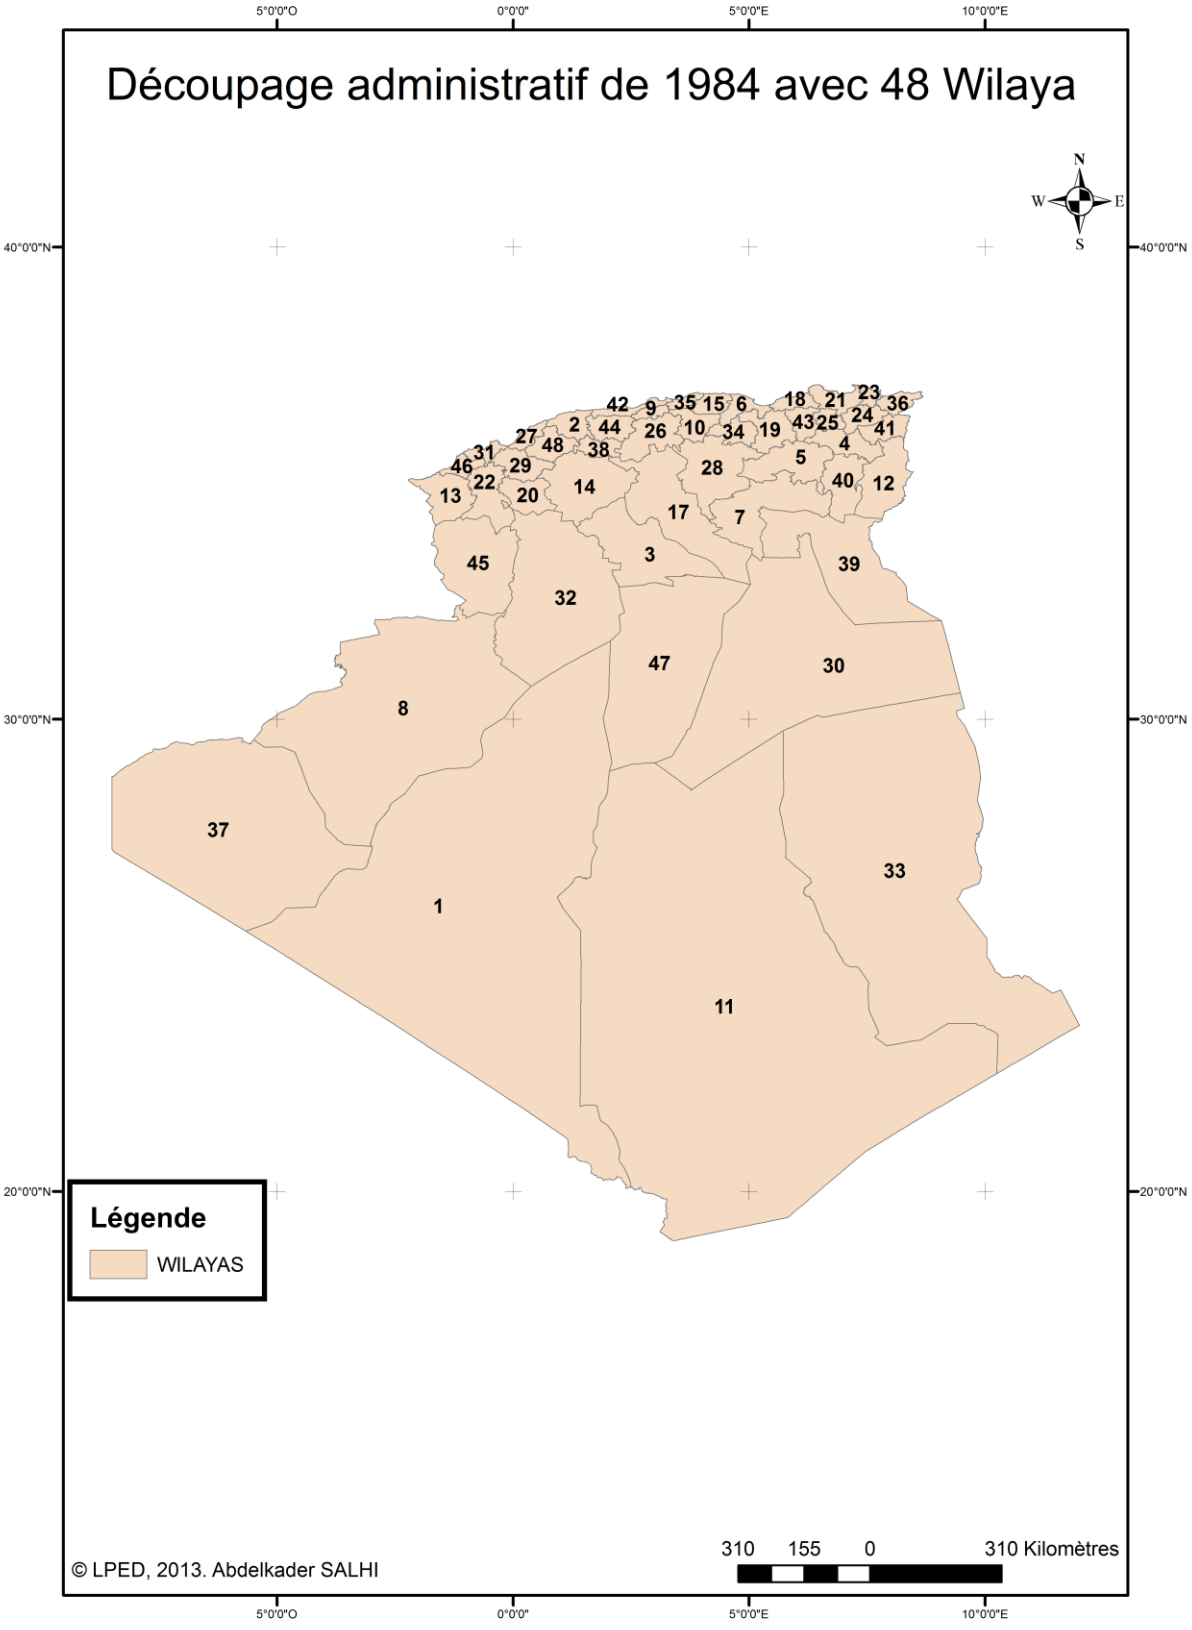 5°0'0"O 0°0'0" 5°0'0"E 10°0'0"E
Découpage administratif de 1984 avec 48 Wilaya
N
W E
S
40°0'0"N 40°0'0"N
23
18 21 36
42 9 35 15 6
24
2 44 26 10 34 19 43 25 41
27 48 38 4
31 29 5
46 22 28 40 12
13 20 14
17 7
3 39
45
32
47 30
8
30°0'0"N 30°0'0"N
37
33
1
11
20°0'0"N 20°0'0"N
Légende
WILAYAS
310 155 0 310 Kilomètres
© LPED, 2013. Abdelkader SALHI
5°0'0"O 0°0'0" 5°0'0"E 10°0'0"E